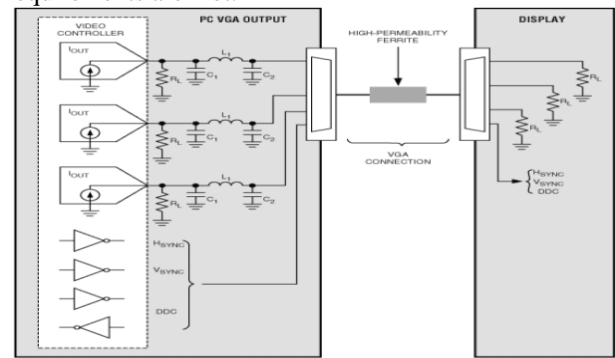 PC VGA OUTPUT
DISPLAY
VIDEO
CONTROLLER
HIGH-PERMEABILITY
FERRITE
IOUT
RL
C1
L1
C2
IOUT
RL
C1
L1
C2
IOUT
RL
C1
L1
C2
RL
RL
RL
VGA
CONNECTION
HSYNC
VSYNC
DDC
HSYNC
VSYNC
DDC